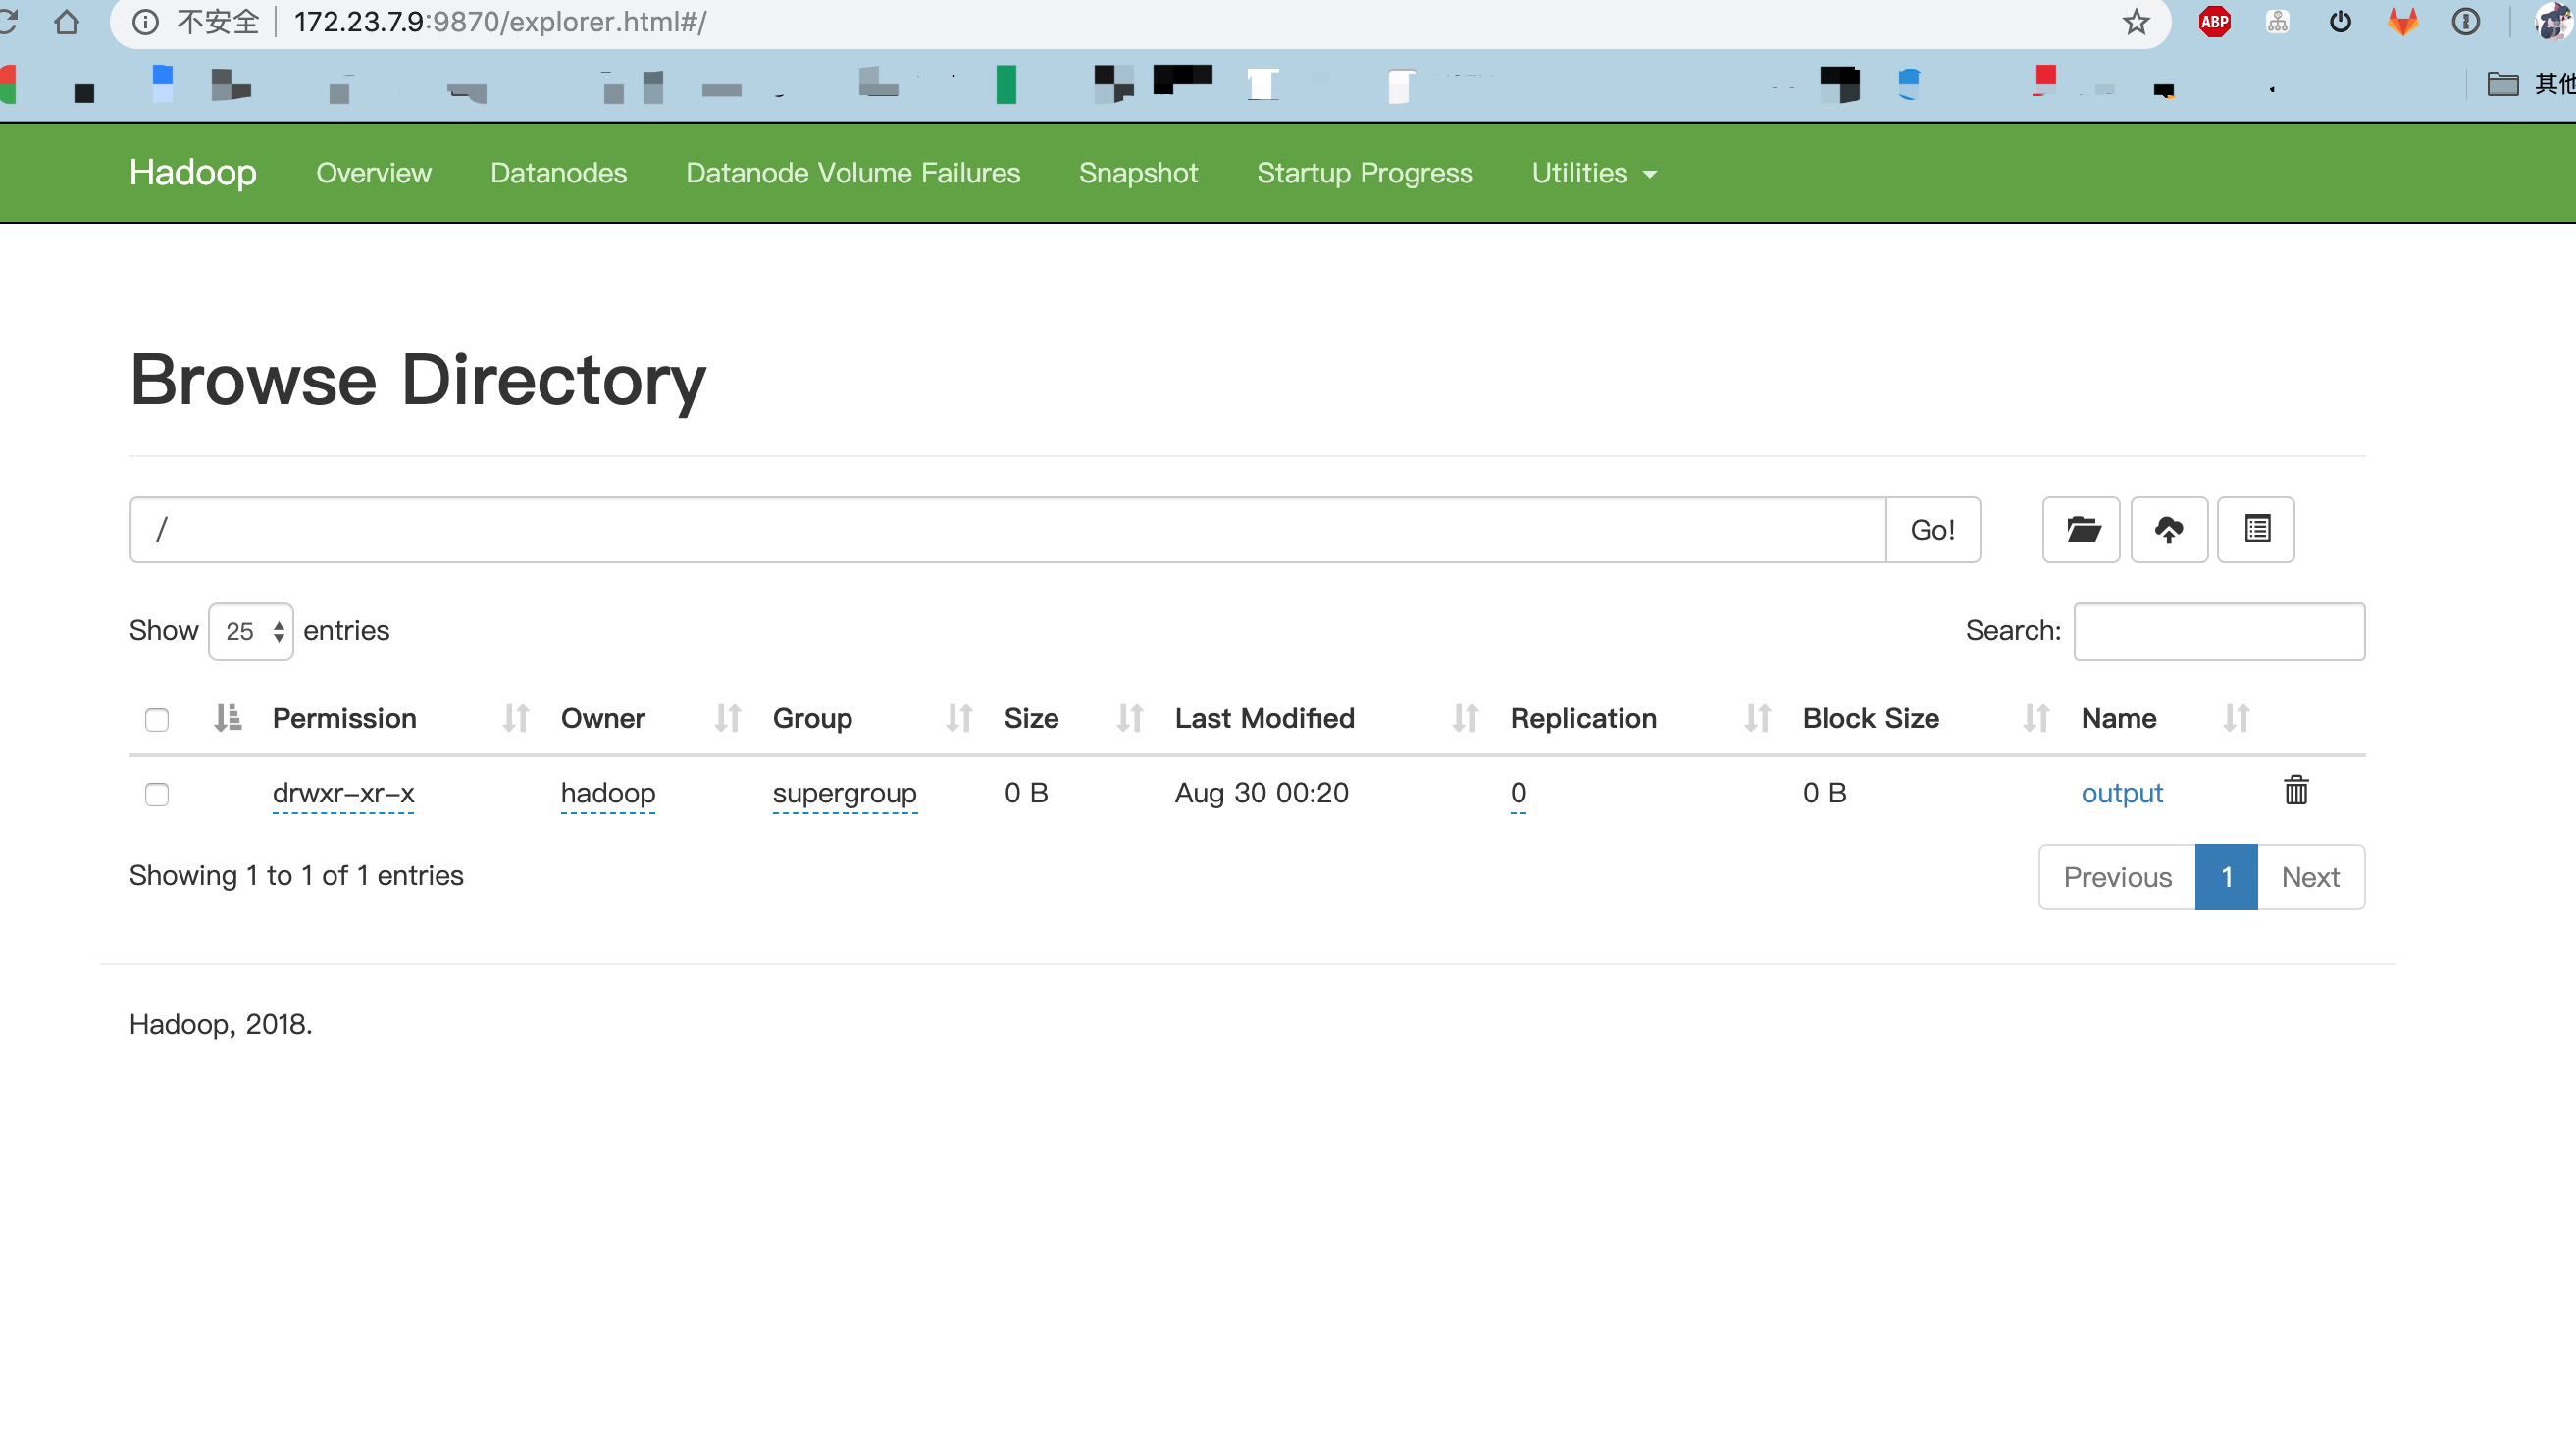 不安全 172.23.7.9:9870/explorer.html#/
ABP
其他
Hadoop Overview Datanodes Datanode Volume Failures Snapshot Startup Progress Utilities
Browse Directory
/ Go!
Show 25 entries Search:
Permission Owner Group Size Last Modified Replication Block Size Name
drwxr-xr-x hadoop supergroup 0 B Aug 30 00:20 0 0 B output
Showing 1 to 1 of 1 entries Previous 1 Next
Hadoop, 2018.